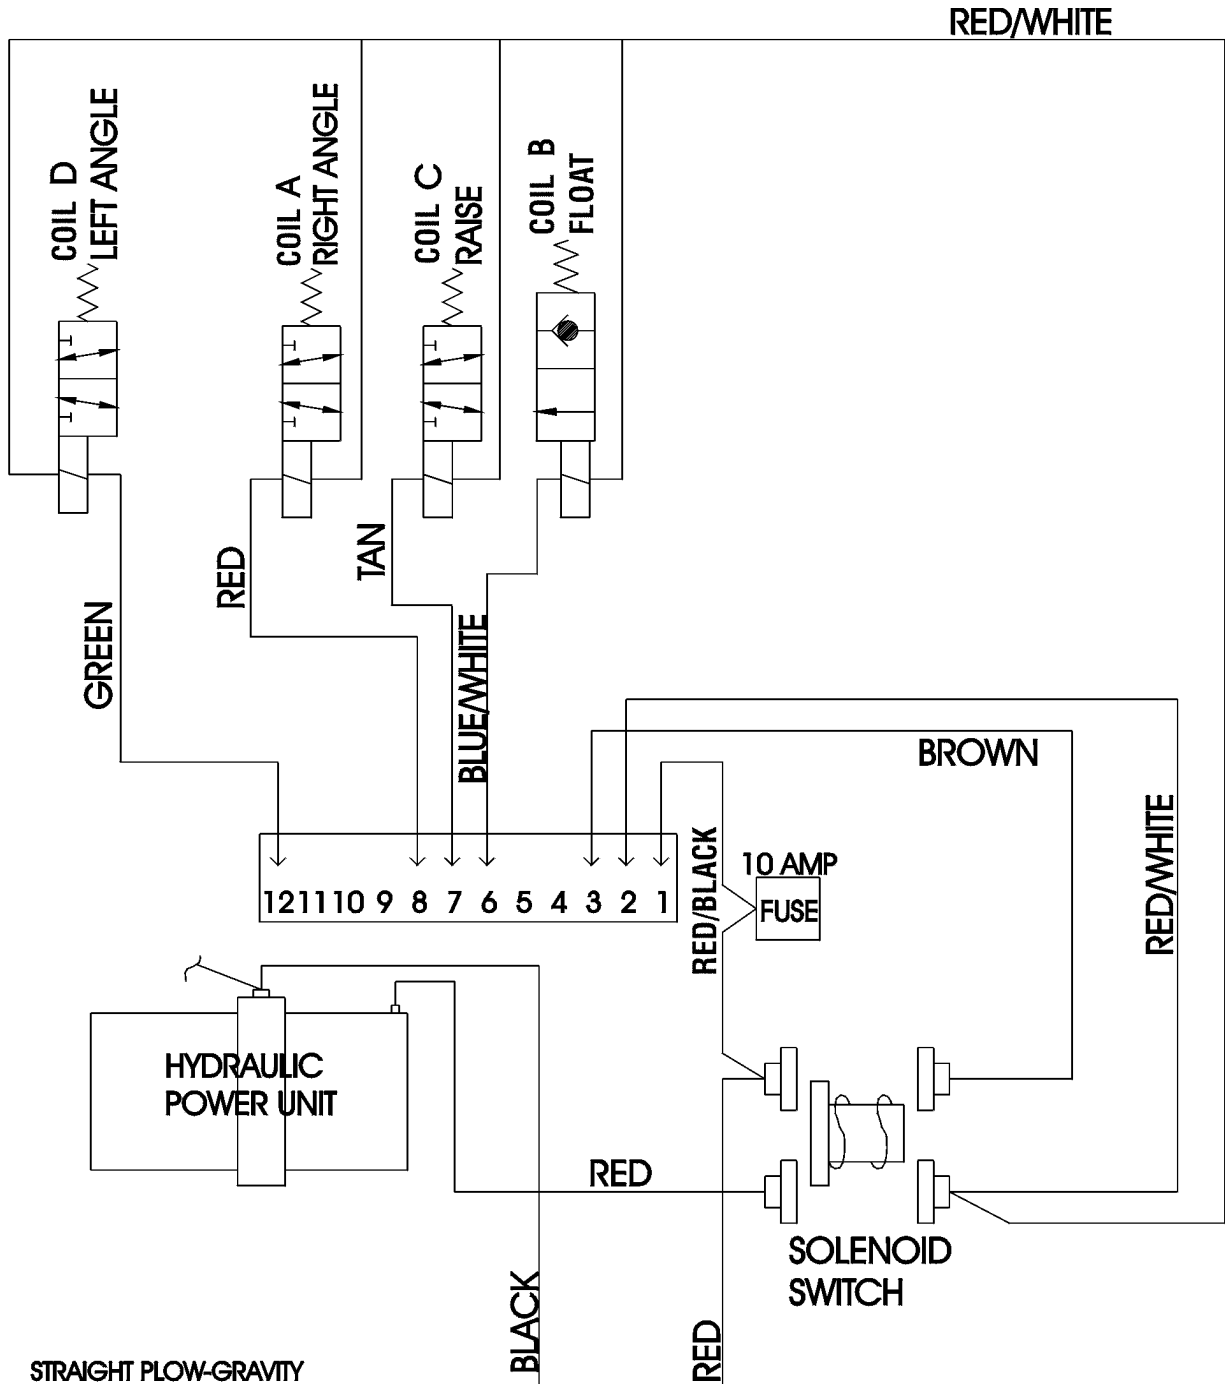 RED/WHITE
COIL D
LEFT ANGLE
COIL A
RIGHT ANGLE
COIL C
RAISE
COIL B
FLOAT
GREEN
RED
TAN
BLUE/WHITE
BROWN
RED/WHITE
RED/BLACK
10 AMP
FUSE
12 11 10 9 8 7 6 5 4 3 2 1
HYDRAULIC
POWER UNIT
RED
SOLENOID
SWITCH
BLACK
RED
STRAIGHT PLOW-GRAVITY